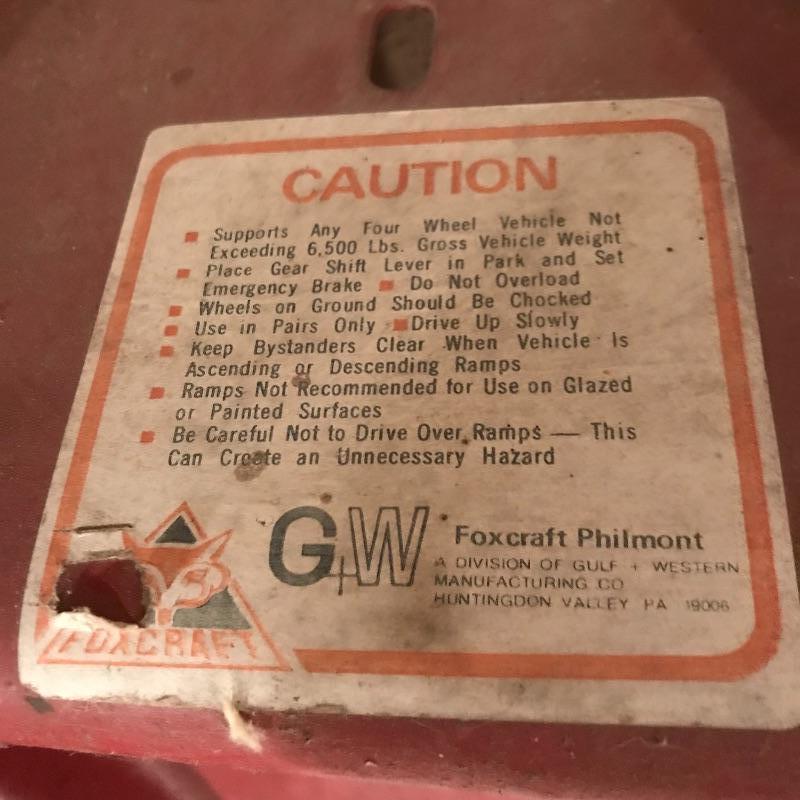 CAUTION
Supports Any Four Wheel Vehicle Not
Exceeding 6,500 Lbs. Gross Vehicle Weight
Place Gear Shift Lever in Park and Set
Emergency Brake ■ Do Not Overload
Wheels on Ground Should Be Chocked
Use in Pairs Only ■ Drive Up Slowly
Keep Bystanders Clear When Vehicle Is
Ascending or Descending Ramps
Ramps Not Recommended for Use on Glazed
or Painted Surfaces
Be Careful Not to Drive Over Ramps — This
Can Create an Unnecessary Hazard
G+W
Foxcraft Philmont
A DIVISION OF GULF + WESTERN
MANUFACTURING CO
HUNTINGDON VALLEY PA 19006
FOXCRAFT